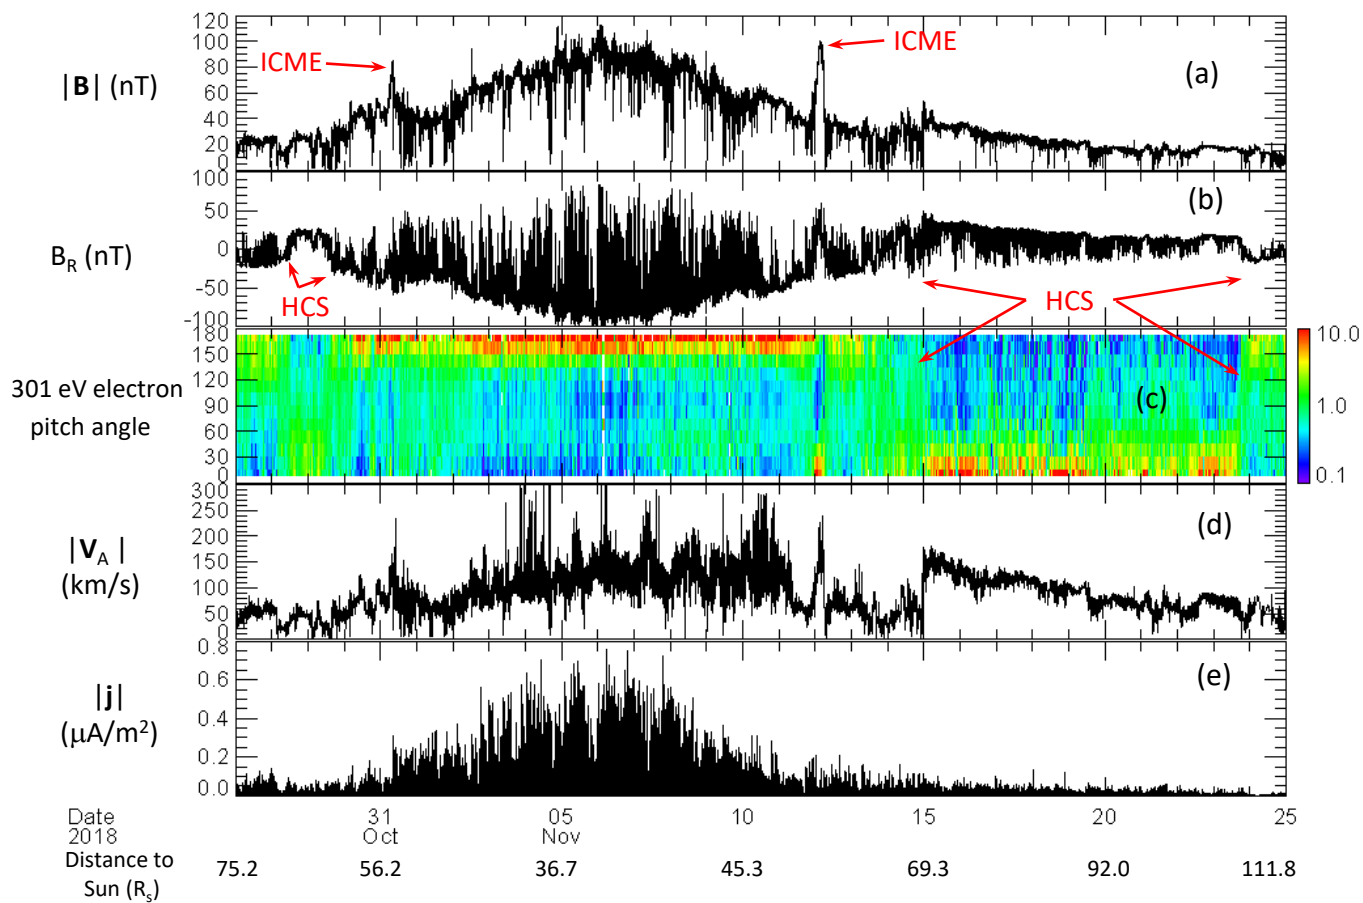 120
100
80
60
40
20
0
|B| (nT)
ICME
ICME
(a)
100
50
0
-50
-100
B_R (nT)
HCS
HCS
(b)
180
150
120
90
60
30
0
301 eV electron
pitch angle
(c)
10.0
1.0
0.1
300
250
200
150
100
50
0
|V_A |
(km/s)
(d)
0.8
0.6
0.4
0.2
0.0
|j|
(μA/m²)
(e)
Date 31 05 10 15 20 25
2018 Oct Nov
Distance to
Sun (R_s)
75.2 56.2 36.7 45.3 69.3 92.0 111.8